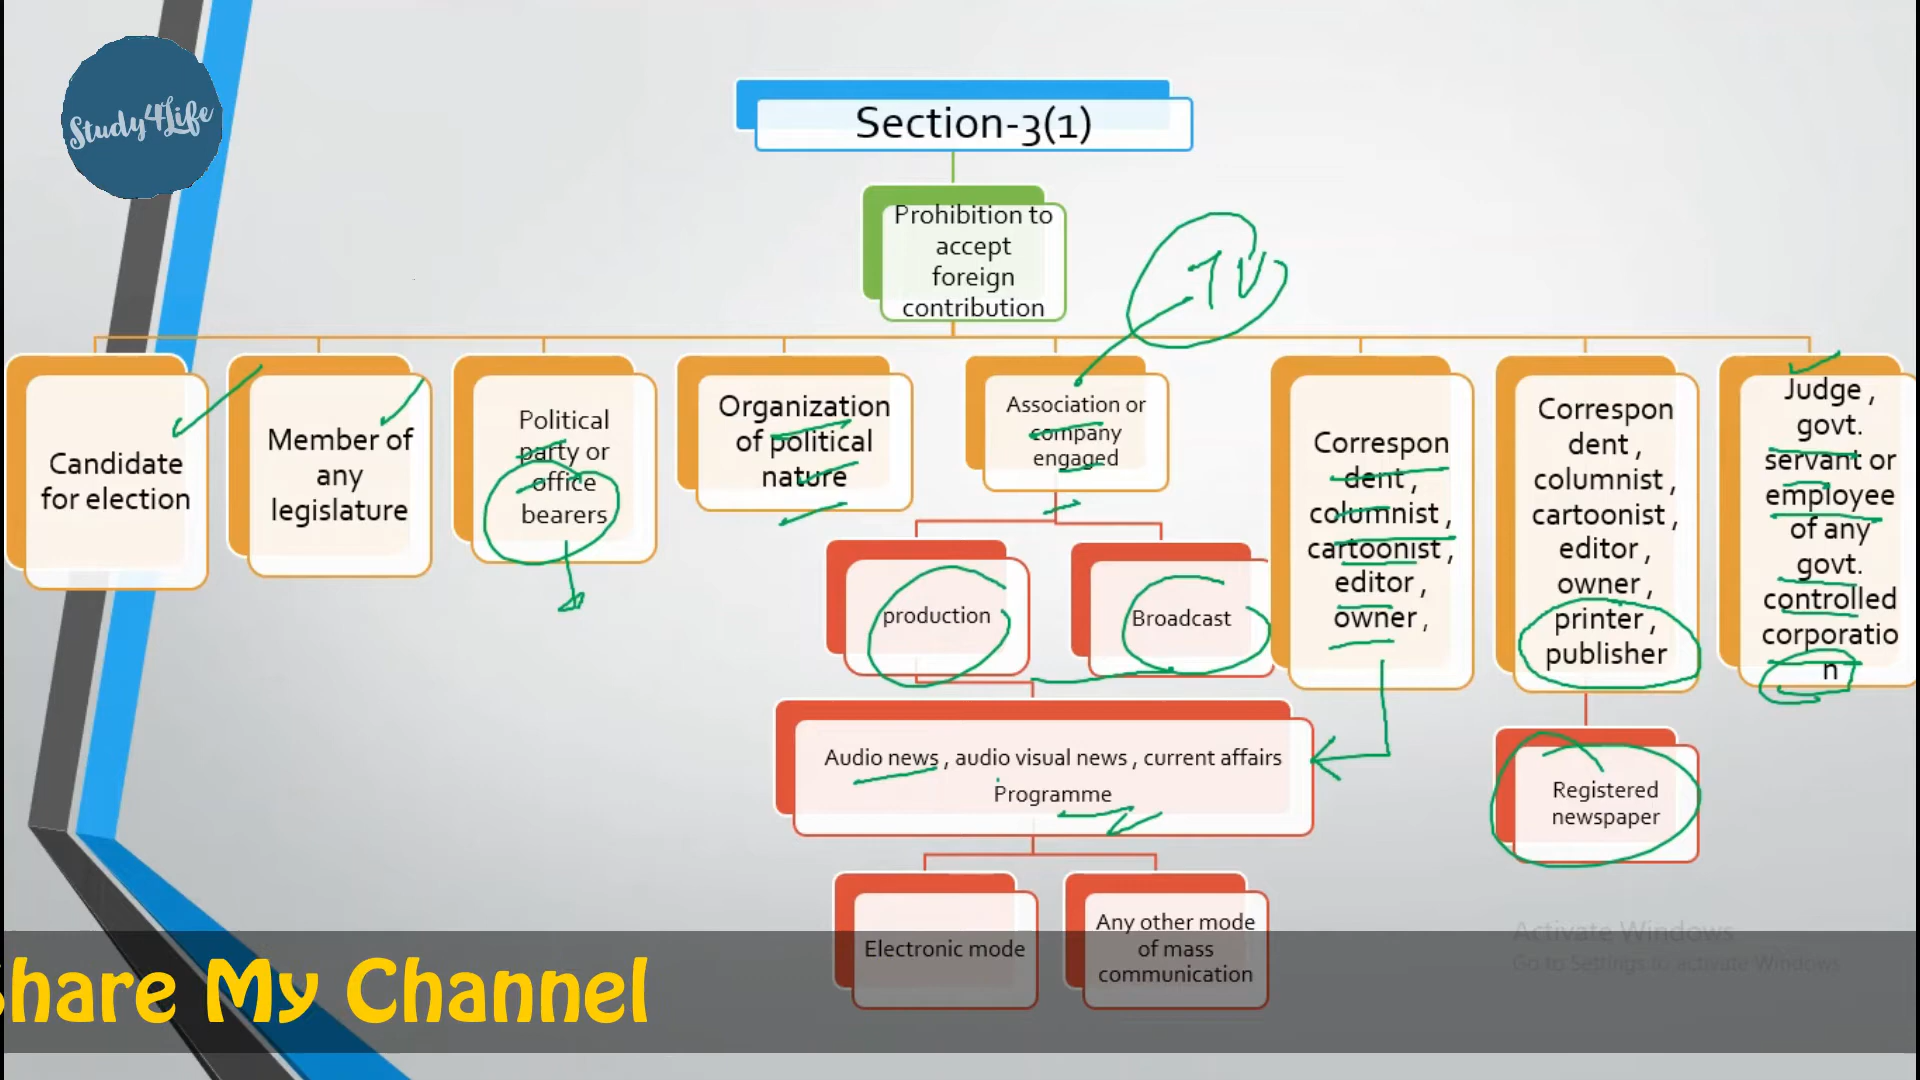 Study4Life
Section-3(1)
Prohibition to
accept
foreign
contribution
TV
Candidate
for election
Member of
any
legislature
Political
party or
office
bearers
Organization
of political
nature
Association or
company
engaged
Correspon
dent ,
columnist ,
cartoonist ,
editor ,
owner ,
Correspon
dent ,
columnist ,
cartoonist ,
editor ,
owner ,
printer ,
publisher
Judge ,
govt.
servant or
employee
of any
govt.
controlled
corporatio
n
production
Broadcast
Audio news , audio visual news , current affairs
Programme
Registered
newspaper
Electronic mode
Any other mode
of mass
communication
Activate Windows
Go to Settings to activate Windows.
Share My Channel